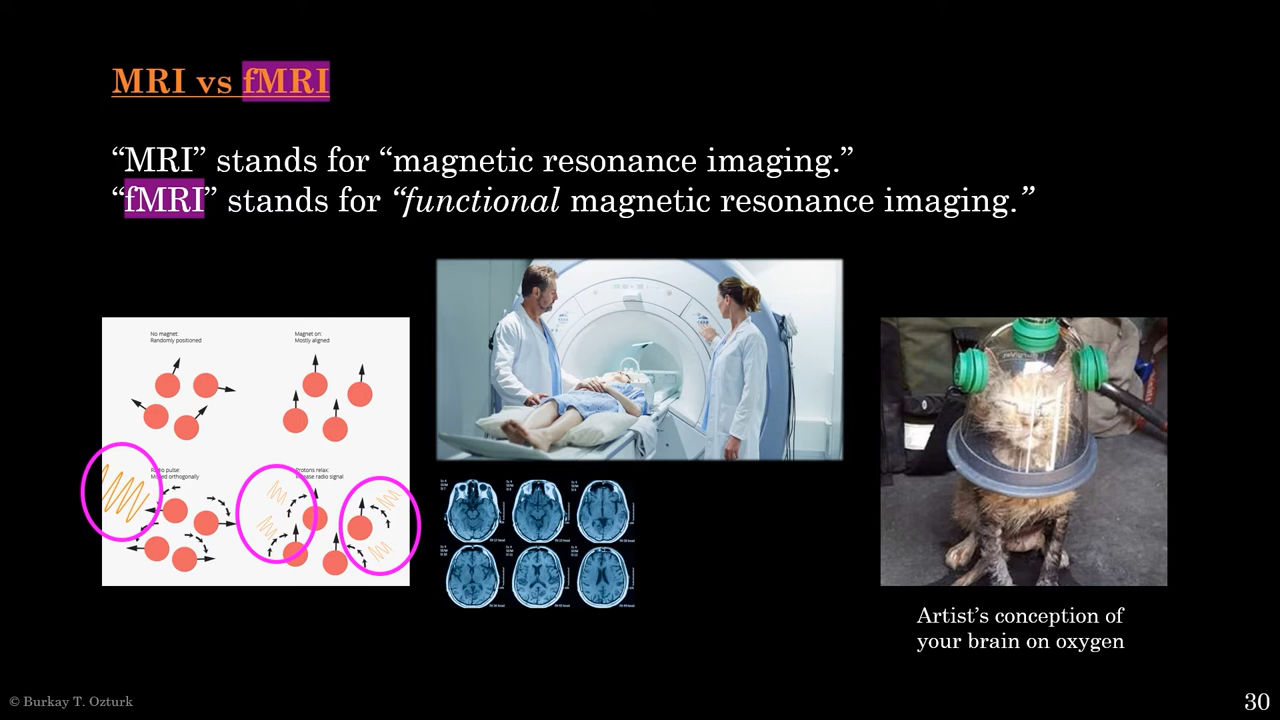 MRI vs fMRI
“MRI” stands for “magnetic resonance imaging.”
“fMRI” stands for “functional magnetic resonance imaging.”
No magnet:
Randomly positioned
Magnet on:
Mostly aligned
Radio pulse:
orthogonally
Protons relax:
radio signal
Artist’s conception of
your brain on oxygen
© Burkay T. Ozturk
30